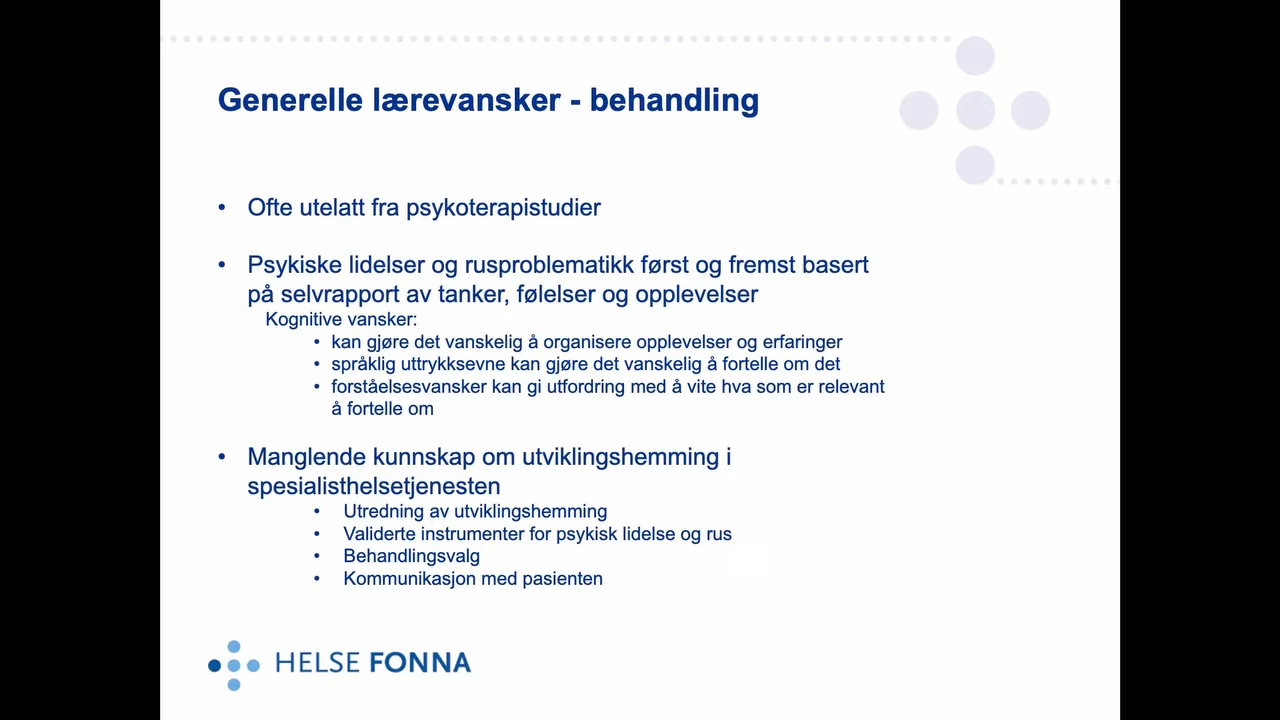 Generelle lærevansker - behandling
• Ofte utelatt fra psykoterapistudier
• Psykiske lidelser og rusproblematikk først og fremst basert
på selvrapport av tanker, følelser og opplevelser
Kognitive vansker:
• kan gjøre det vanskelig å organisere opplevelser og erfaringer
• språklig uttrykksevne kan gjøre det vanskelig å fortelle om det
• forståelsesvansker kan gi utfordring med å vite hva som er relevant
å fortelle om
• Manglende kunnskap om utviklingshemming i
spesialisthelsetjenesten
• Utredning av utviklingshemming
• Validerte instrumenter for psykisk lidelse og rus
• Behandlingsvalg
• Kommunikasjon med pasienten
HELSE FONNA